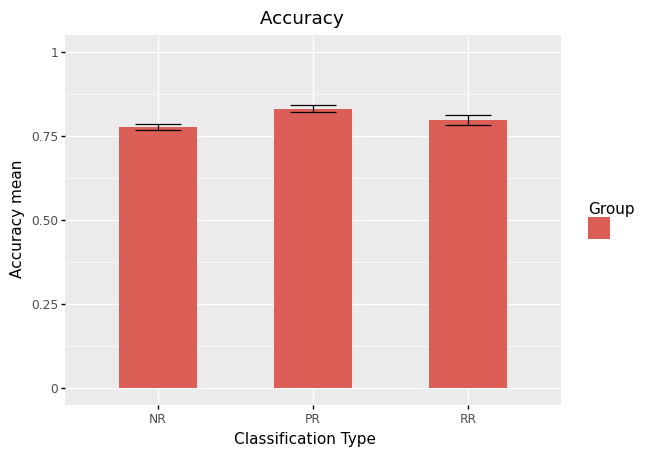 Accuracy
1
0.75
0.50
0.25
0
Accuracy mean
NR
PR
RR
Classification Type
Group